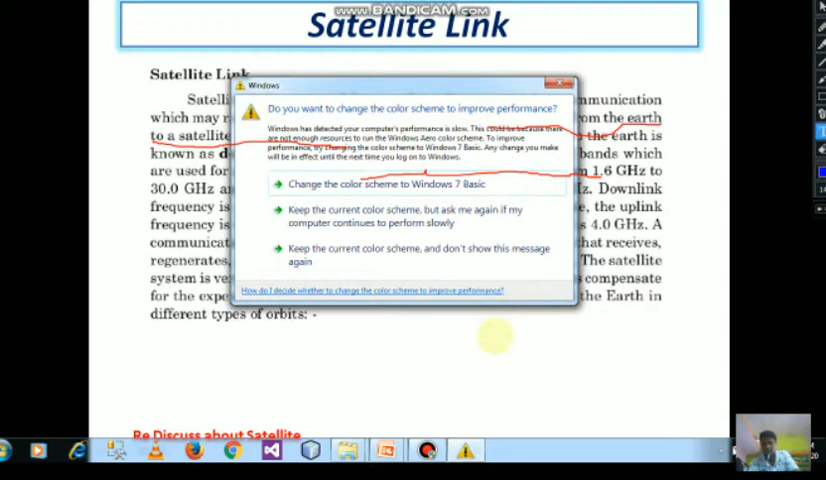 www.BANDICAM.com
Satellite Link
Satellite Link
Windows
Do you want to change the color scheme to improve performance?
Windows has detected your computer's performance is slow. This could be because there
are not enough resources to run the Windows Aero color scheme. To improve
performance, try changing the color scheme to Windows 7 Basic. Any change you make
will be in effect until the next time you log on to Windows.
Change the color scheme to Windows 7 Basic
Keep the current color scheme, but ask me again if my
computer continues to perform slowly
Keep the current color scheme, and don't show this message
again
How do I decide whether to change the color scheme to improve performance?
which may
the earth
to a satellite the earth is
known as bands which
are used for 1.6 GHz to
30.0 GHz Downlink
frequency is the uplink
frequency is 4.0 GHz. A
that receives,
regenerates, The satellite
system is compensate
for the the Earth in
different types of orbits: -
Re Discuss about Satellite